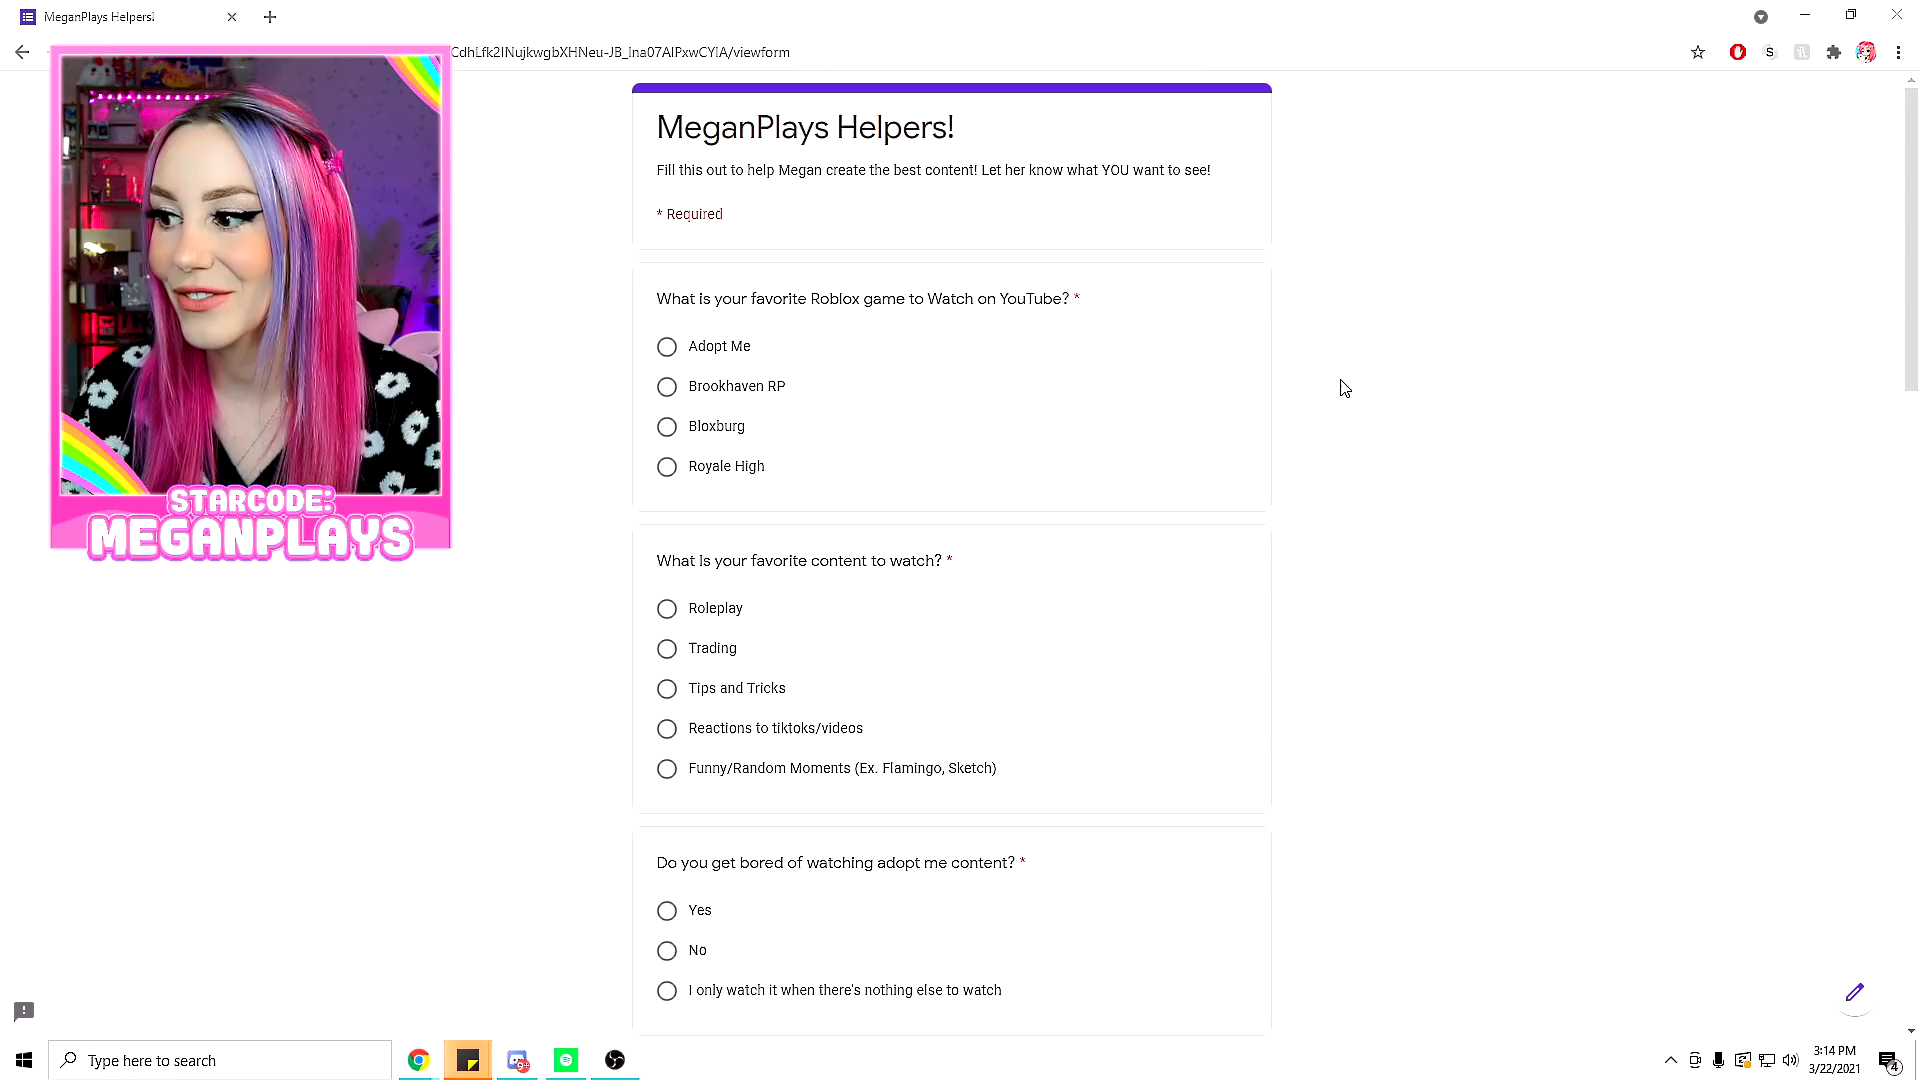 MeganPlays Helpers!
CdhLfk2INujkwgbXHNeu-JB_Ina07AlPxwCYlA/viewform
STARCODE:
MEGANPLAYS
MeganPlays Helpers!
Fill this out to help Megan create the best content! Let her know what YOU want to see!
* Required
What is your favorite Roblox game to Watch on YouTube? *
Adopt Me
Brookhaven RP
Bloxburg
Royale High
What is your favorite content to watch? *
Roleplay
Trading
Tips and Tricks
Reactions to tiktoks/videos
Funny/Random Moments (Ex. Flamingo, Sketch)
Do you get bored of watching adopt me content? *
Yes
No
I only watch it when there's nothing else to watch
Type here to search
9+
3:14 PM
3/22/2021
4